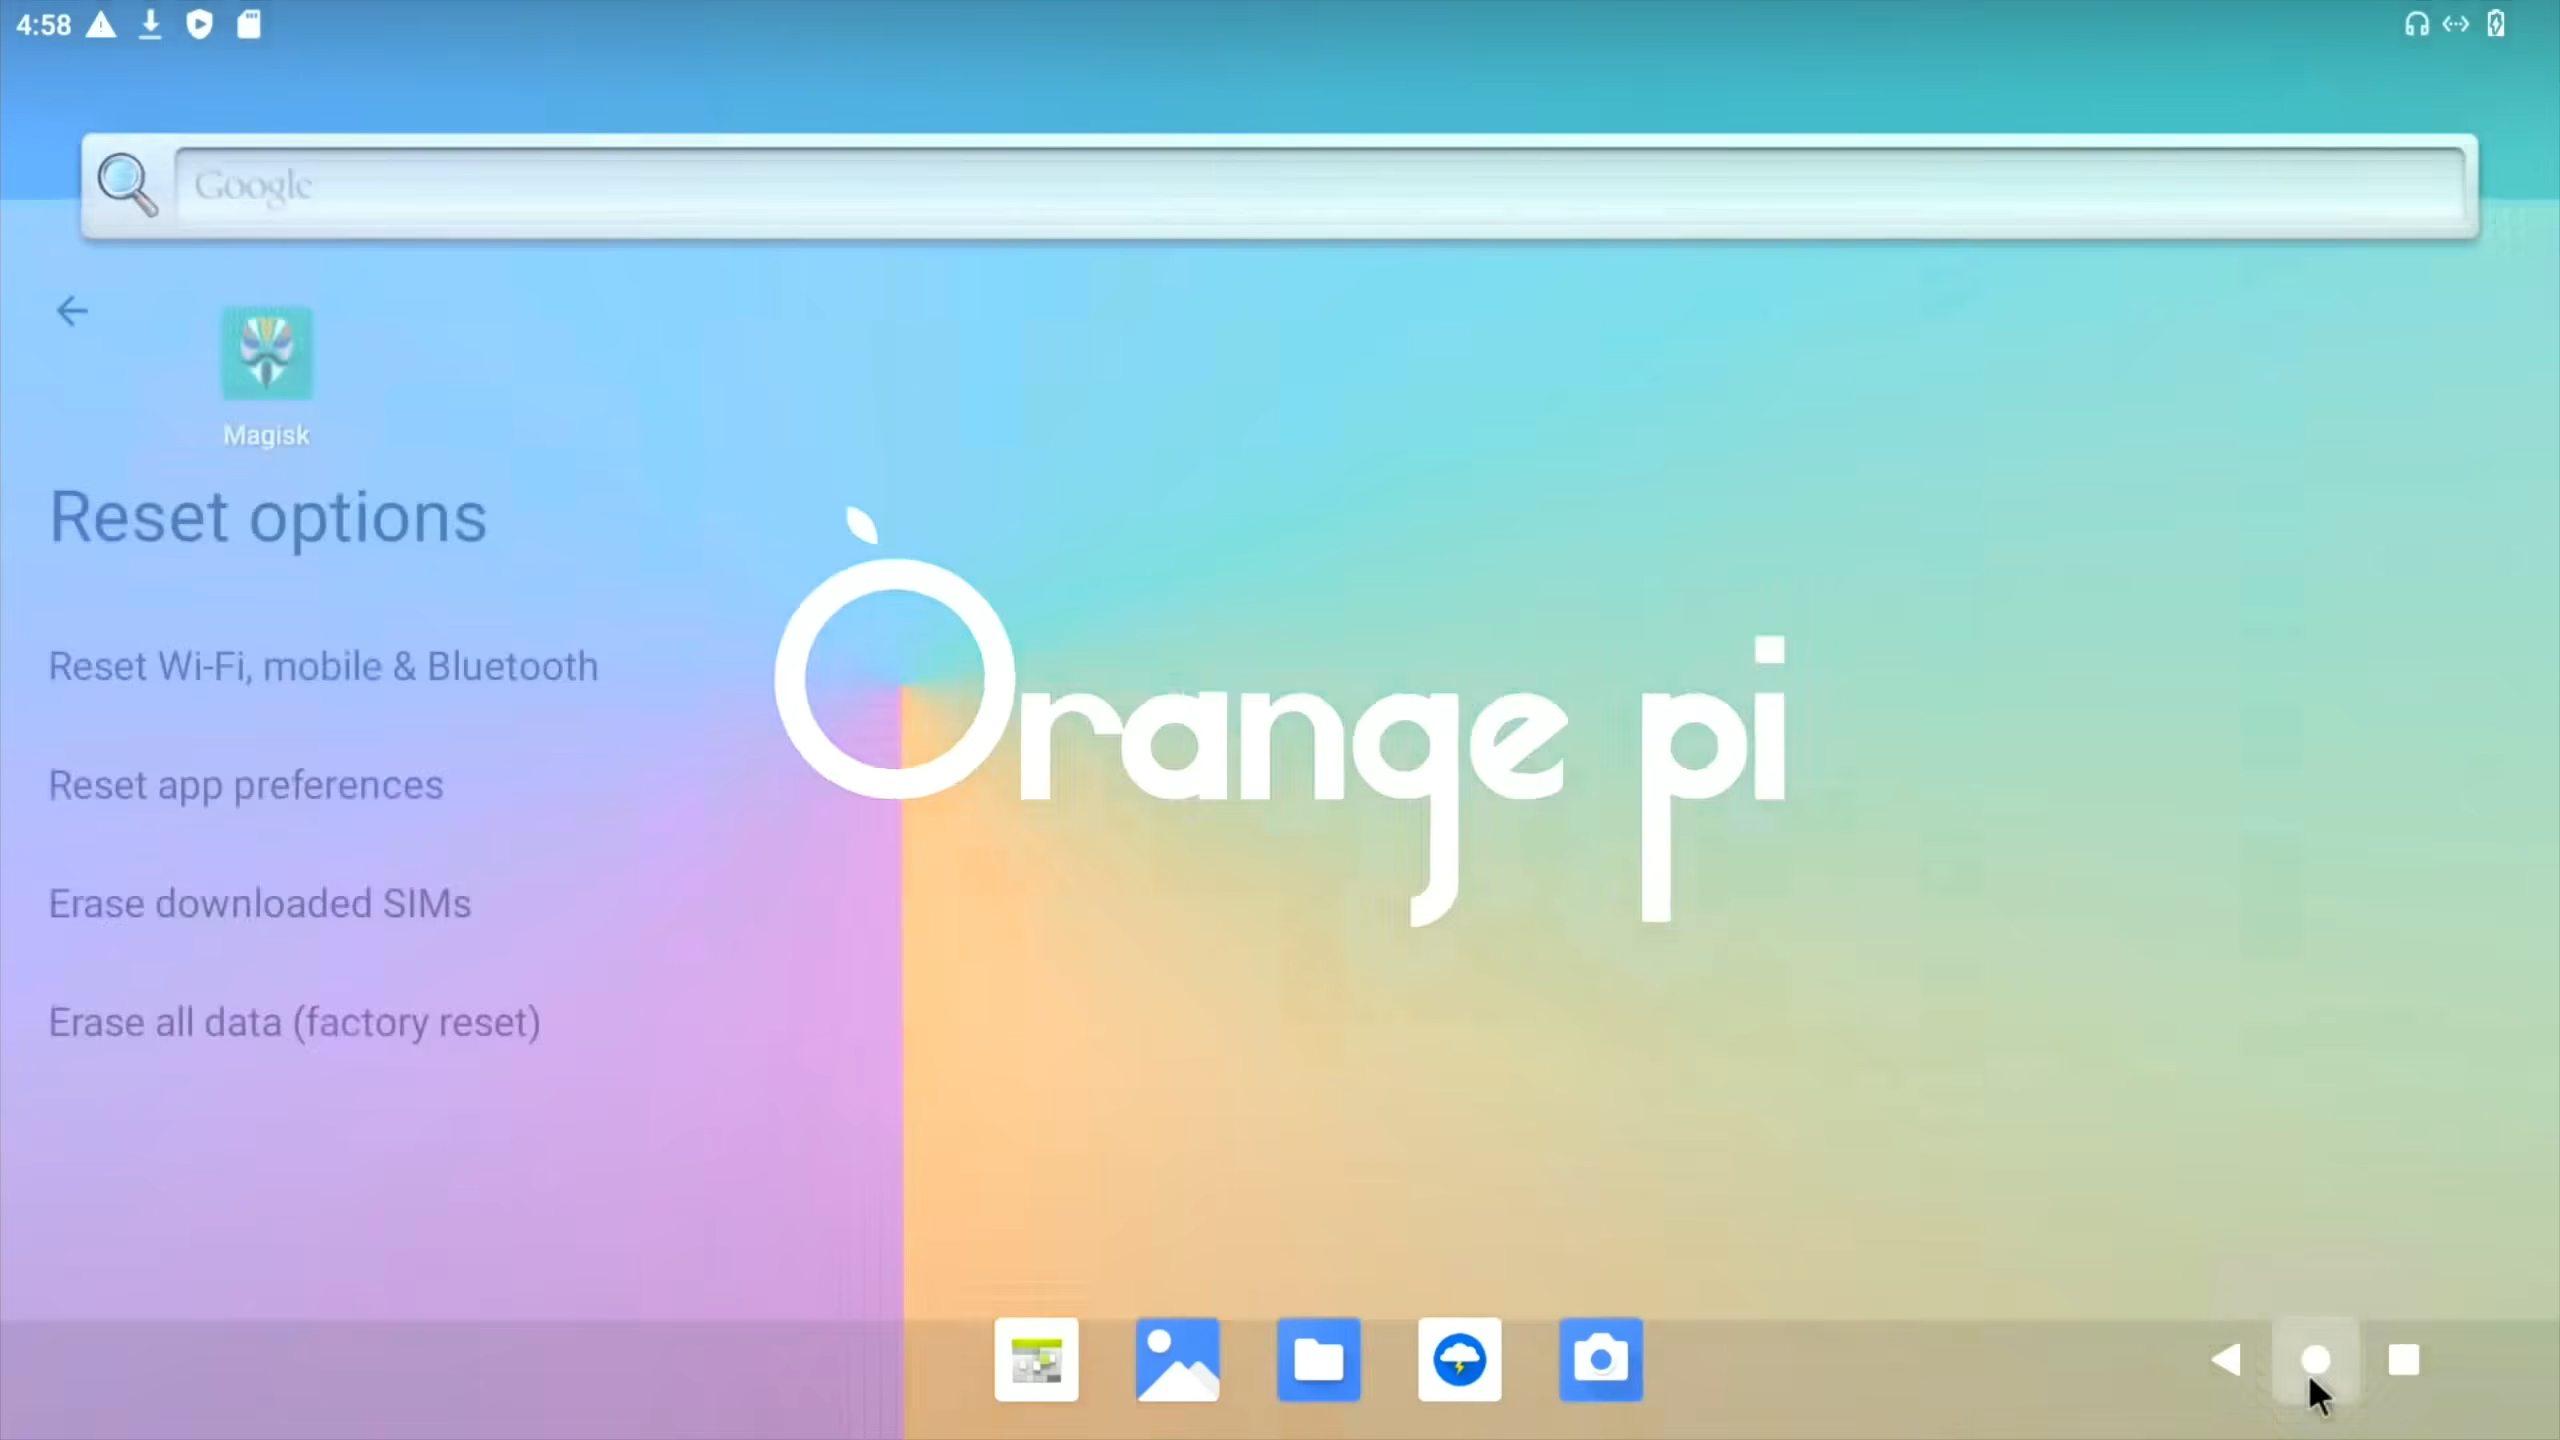 4:58
Google
Magisk
Reset options
Reset Wi-Fi, mobile & Bluetooth
Reset app preferences
Erase downloaded SIMs
Erase all data (factory reset)
Orange pi